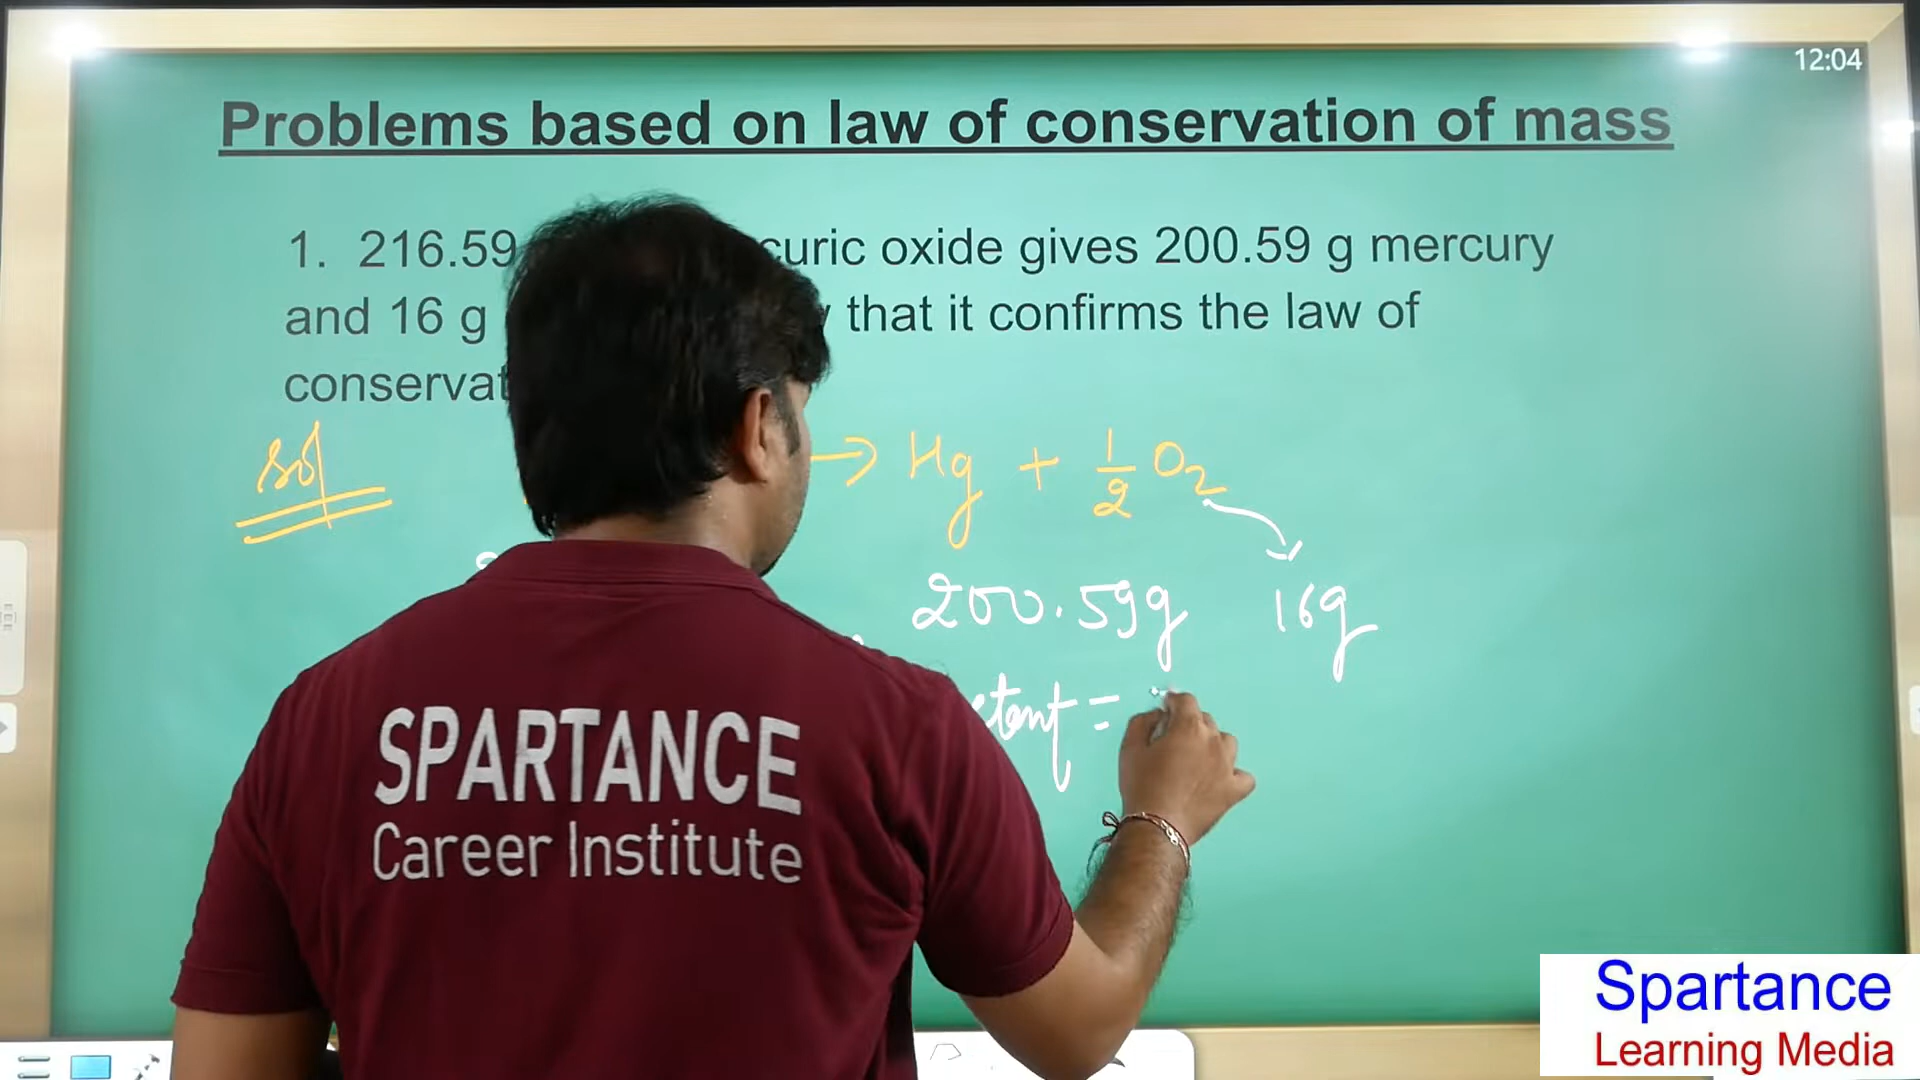 12:04
Problems based on law of conservation of mass
1. 216.59 curic oxide gives 200.59 g mercury
and 16 g that it confirms the law of
conservat
Sol → Hg + 1/2 O2
200.59g 16g
ctant =
SPARTANCE
Career Institute
Spartance
Learning Media